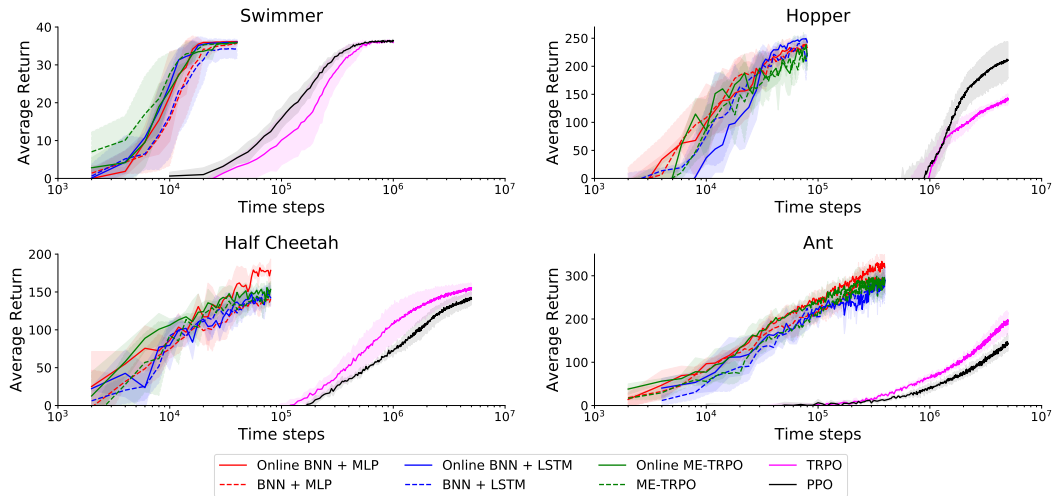 Swimmer
Average Return
40
30
20
10
0
10³ 10⁴ 10⁵ 10⁶ 10⁷
Time steps
Hopper
Average Return
250
200
150
100
50
0
10³ 10⁴ 10⁵ 10⁶ 10⁷
Time steps
Half Cheetah
Average Return
200
150
100
50
0
10³ 10⁴ 10⁵ 10⁶ 10⁷
Time steps
Ant
Average Return
300
200
100
0
10³ 10⁴ 10⁵ 10⁶ 10⁷
Time steps
Online BNN + MLP Online BNN + LSTM Online ME-TRPO TRPO
BNN + MLP BNN + LSTM ME-TRPO PPO